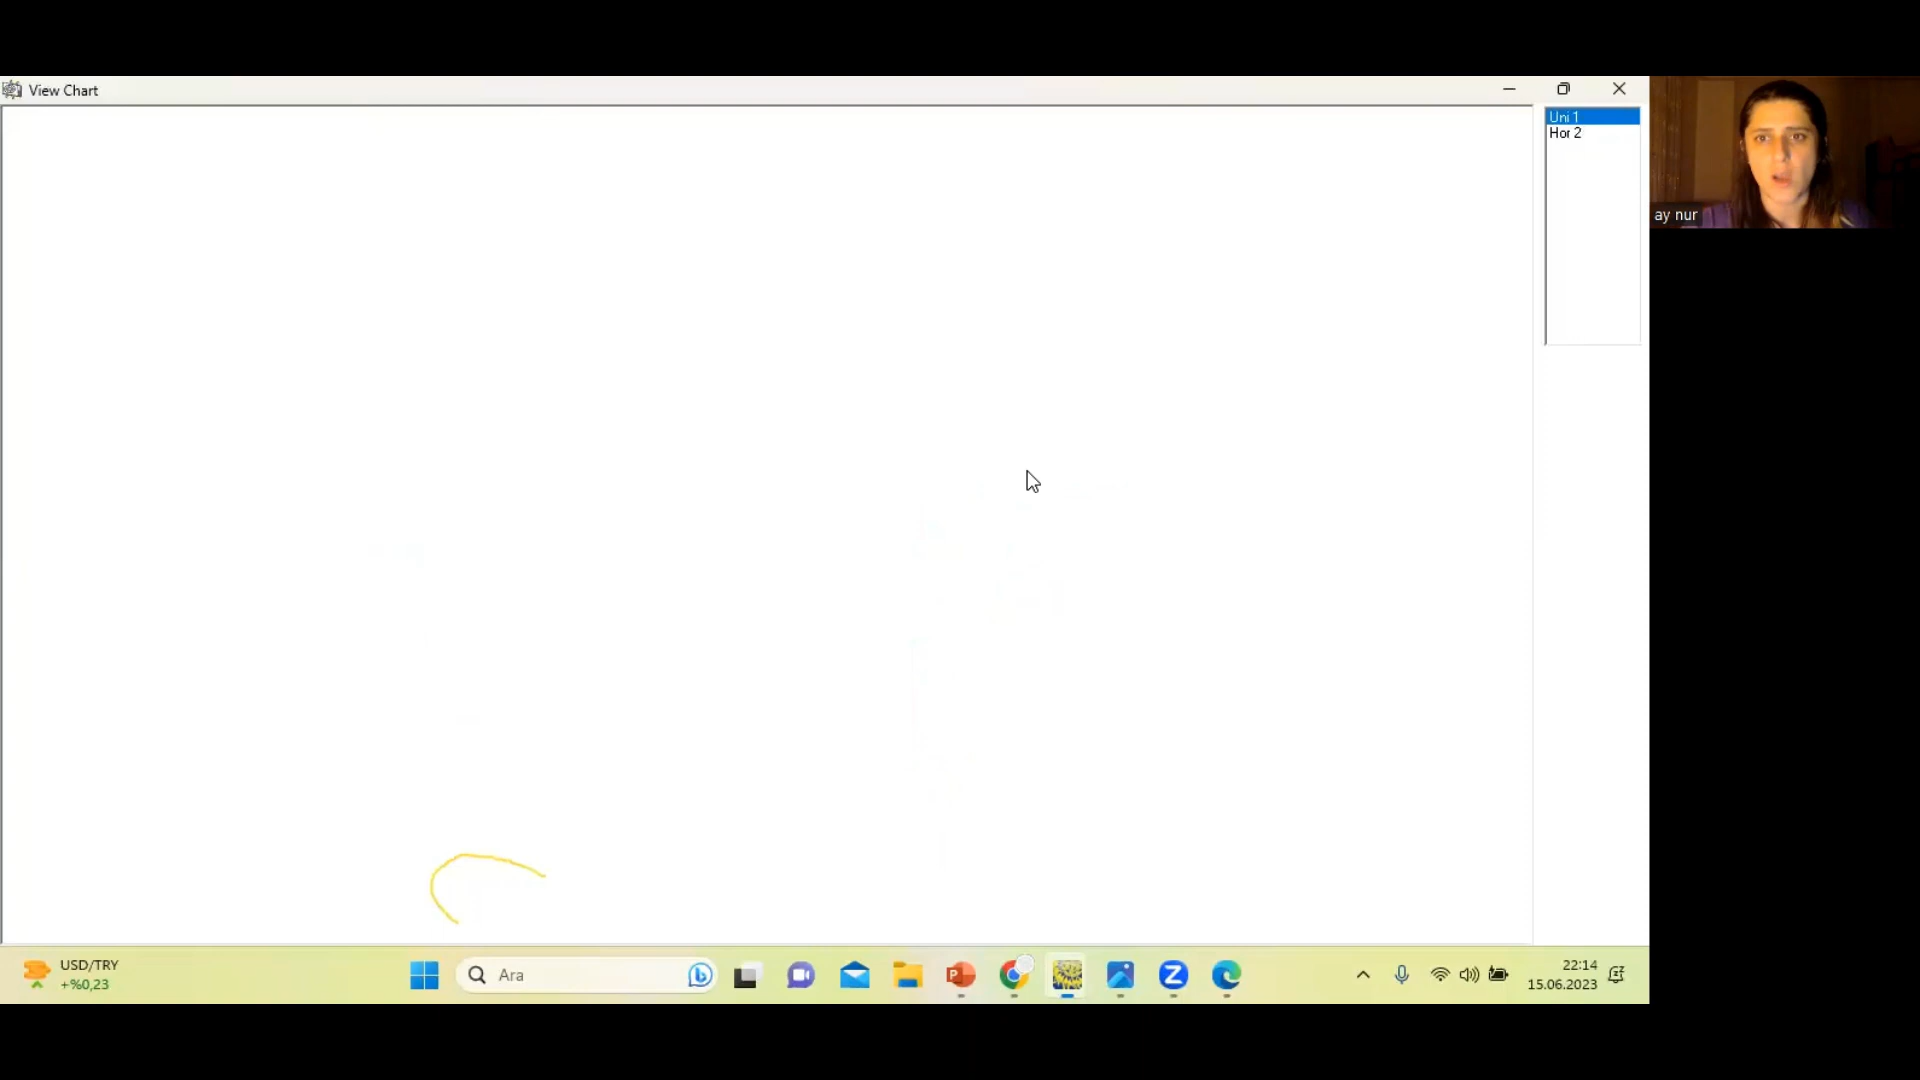 View Chart
Uni 1
Hor 2
ay nur
USD/TRY
+%0,23
Ara
22:14
15.06.2023